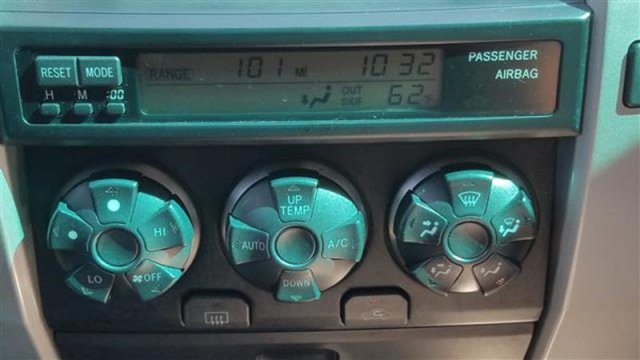 RESET MODE
H M :00
RANGE 101 MI 10 32
OUT SIDE 62°F
PASSENGER
AIRBAG
HI
LO
OFF
UP
TEMP
AUTO
A/C
DOWN